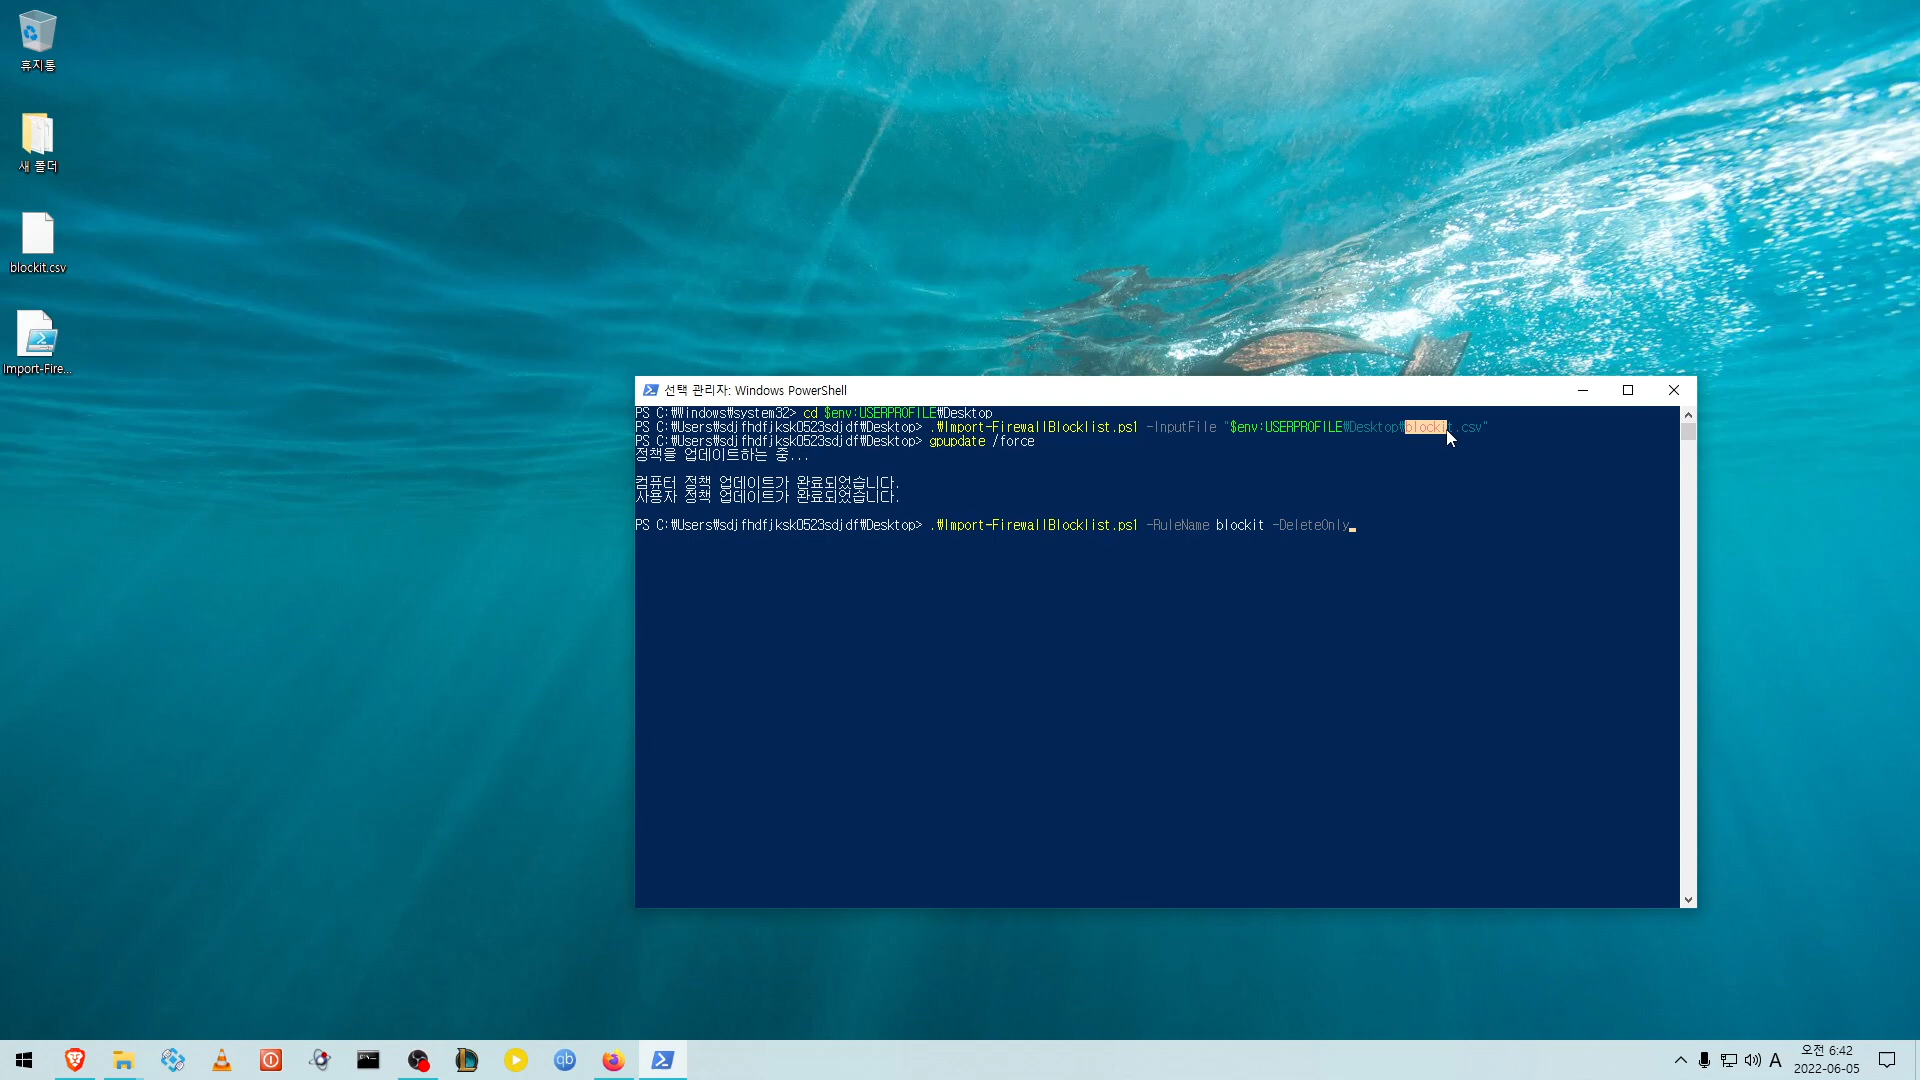 휴지통
새 폴더
blockit.csv
Import-Fire...
선택 관리자: Windows PowerShell
PS C:₩Windows₩system32> cd $env:USERPROFILE₩Desktop
PS C:₩Users₩sdjfhdfjksk0523sdjdf₩Desktop> .₩Import-FirewallBlocklist.ps1 -InputFile "$env:USERPROFILE₩Desktop₩blockit.csv"
PS C:₩Users₩sdjfhdfjksk0523sdjdf₩Desktop> gpupdate /force
정책을 업데이트하는 중...
컴퓨터 정책 업데이트가 완료되었습니다.
사용자 정책 업데이트가 완료되었습니다.
PS C:₩Users₩sdjfhdfjksk0523sdjdf₩Desktop> .₩Import-FirewallBlocklist.ps1 -RuleName blockit -DeleteOnly
qb
A
오전 6:42
2022-06-05